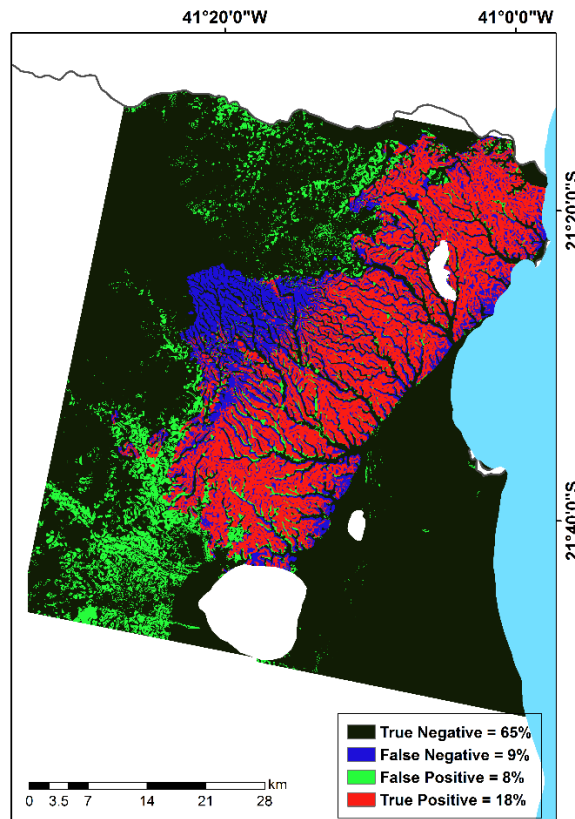 41°20'0"W 41°0'0"W
21°20'0"S
21°40'0"S
True Negative = 65%
False Negative = 9%
False Positive = 8%
True Positive = 18%
km
0 3.5 7 14 21 28